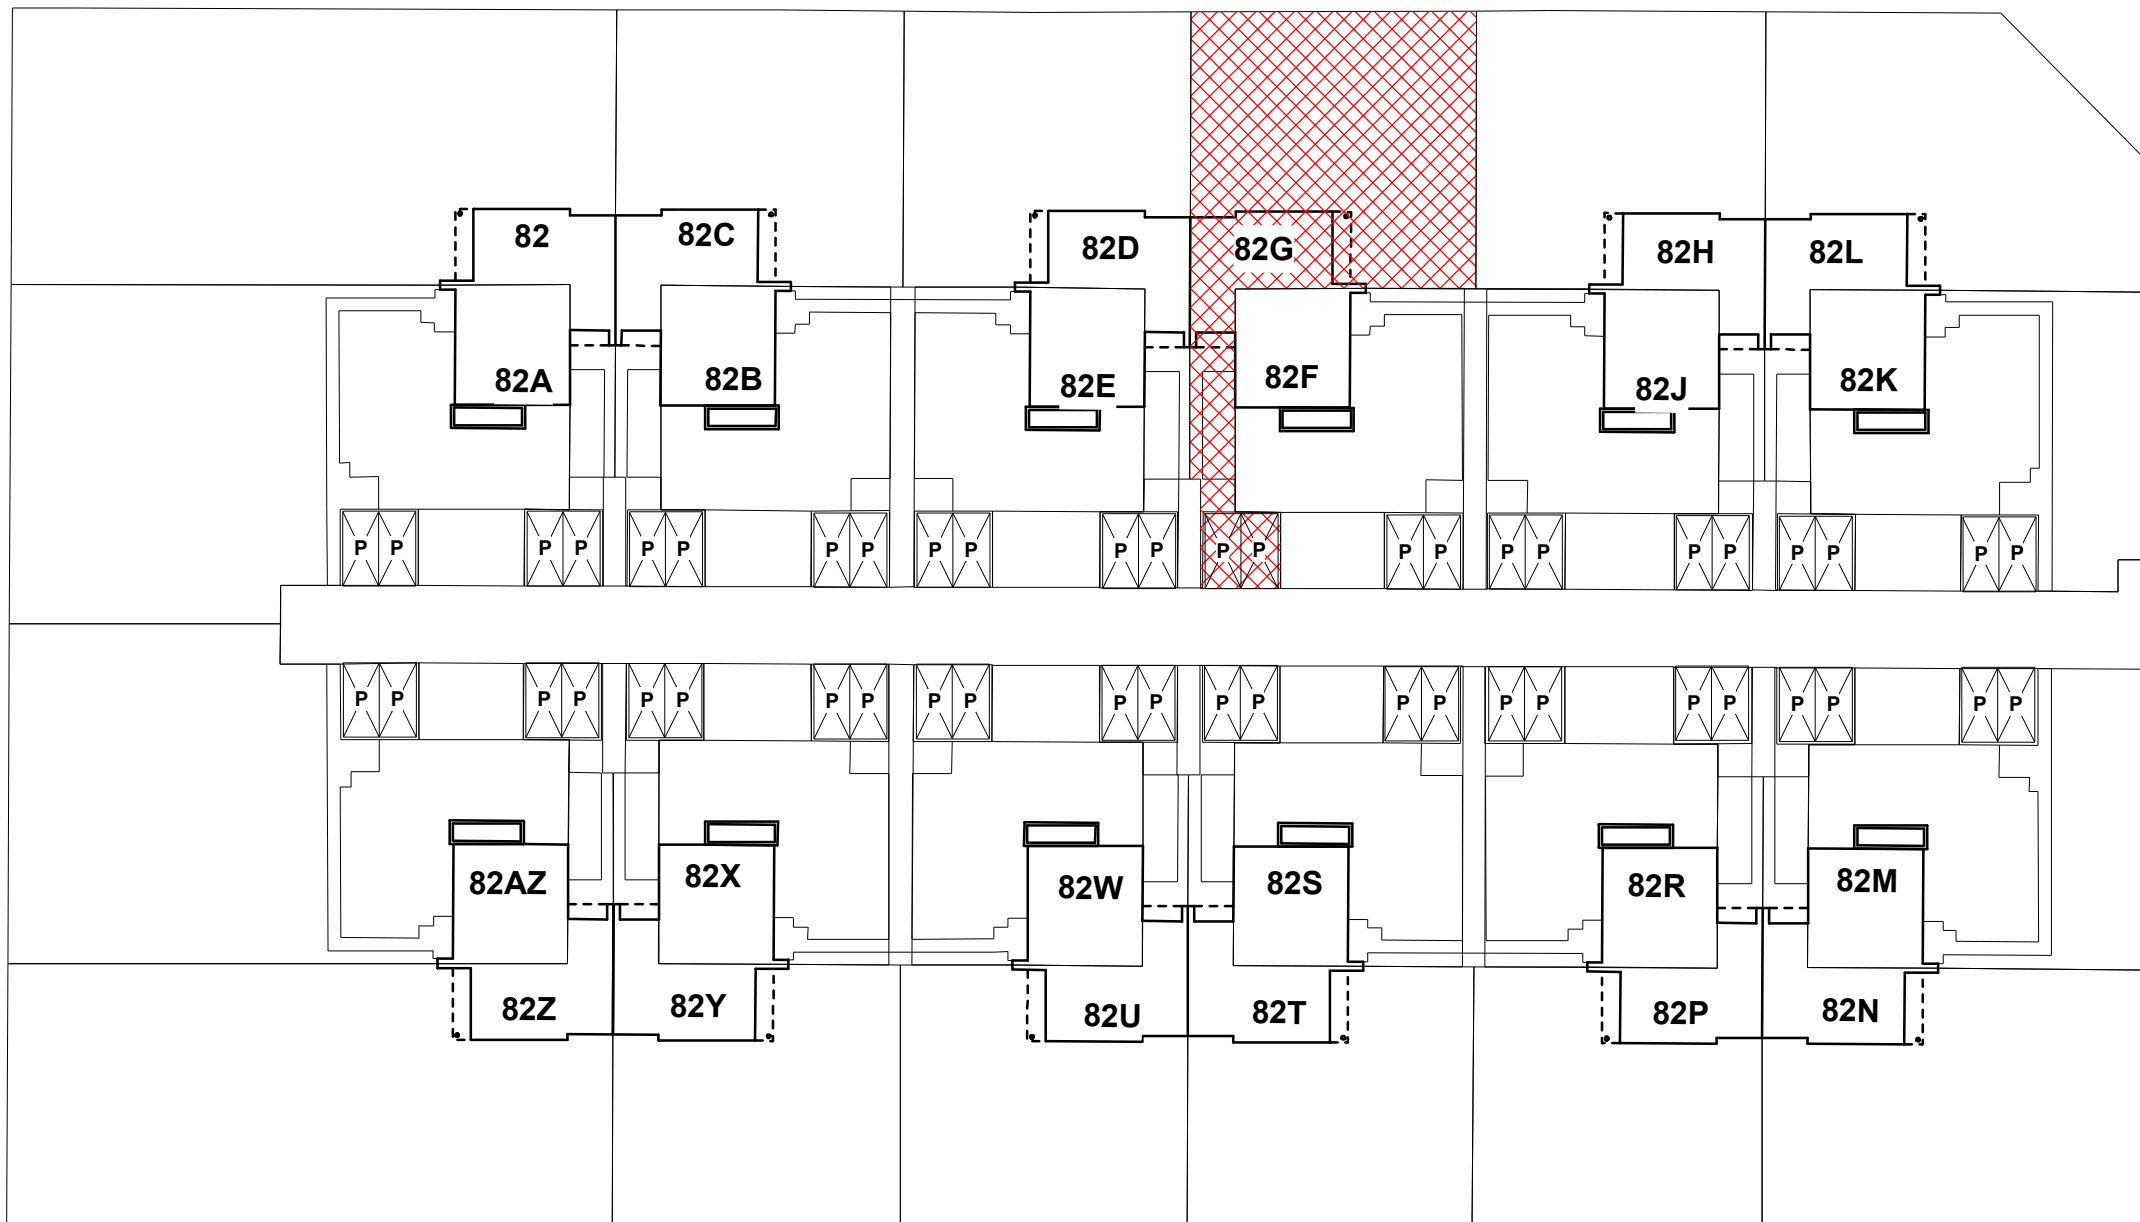 82 82C 82D 82G 82H 82L
82A 82B 82E 82F 82J 82K
P P P P P P P P P P P P P P P P P P P P P P P P
P P P P P P P P P P P P P P P P P P P P P P P P
82AZ 82X 82W 82S 82R 82M
82Z 82Y 82U 82T 82P 82N